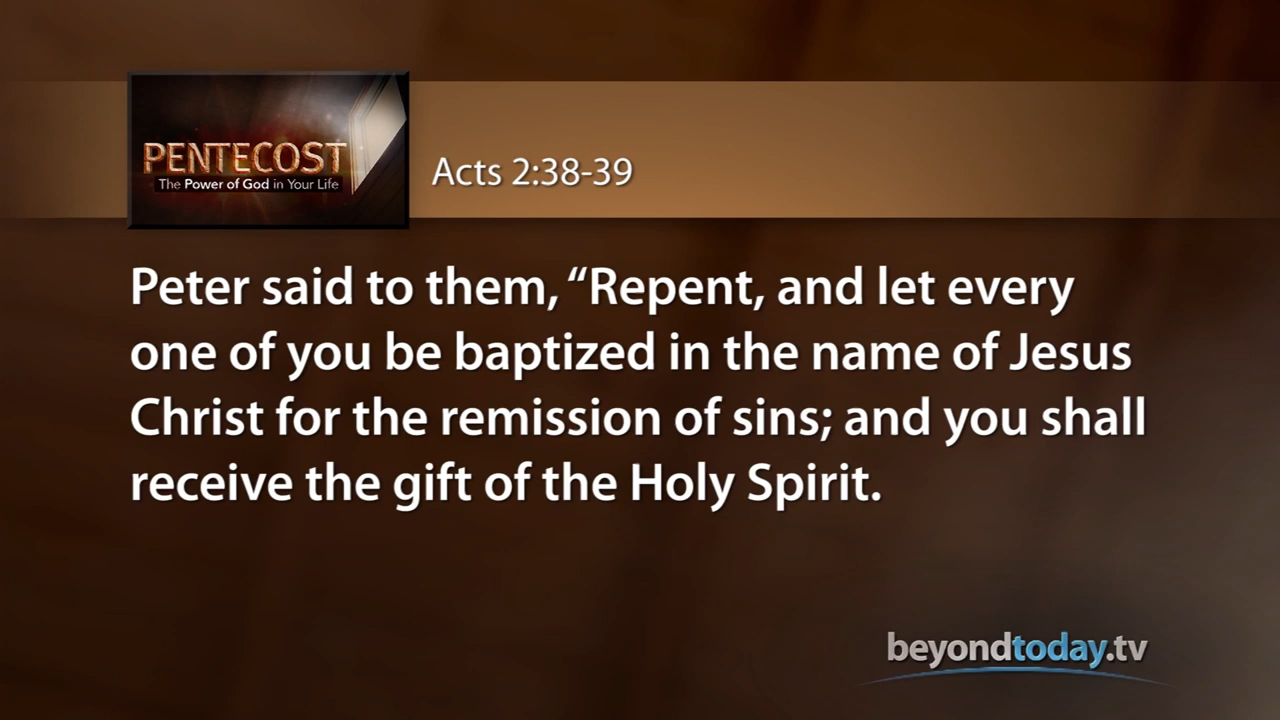 PENTECOST
The Power of God in Your Life
Acts 2:38-39
Peter said to them, “Repent, and let every
one of you be baptized in the name of Jesus
Christ for the remission of sins; and you shall
receive the gift of the Holy Spirit.
beyondtoday.tv